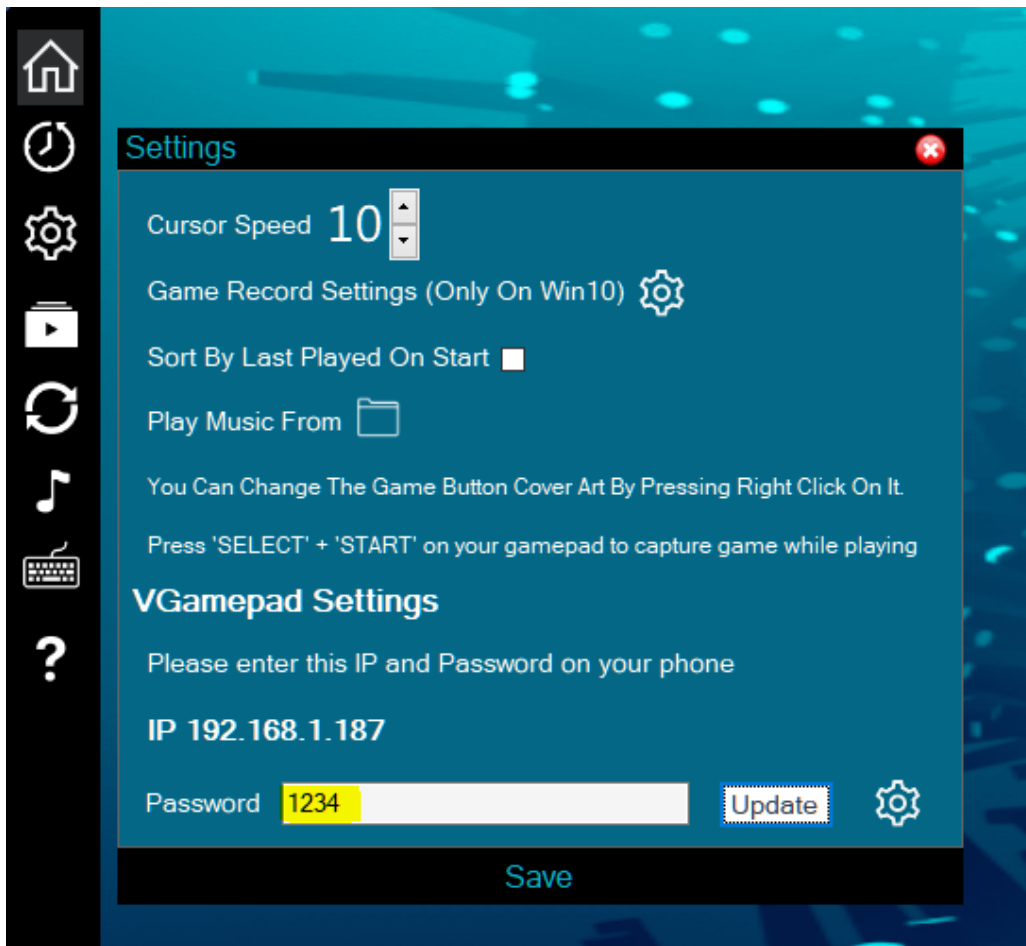 Settings
Cursor Speed 10
Game Record Settings (Only On Win10)
Sort By Last Played On Start
Play Music From
You Can Change The Game Button Cover Art By Pressing Right Click On It.
Press 'SELECT' + 'START' on your gamepad to capture game while playing
VGamepad Settings
Please enter this IP and Password on your phone
IP 192.168.1.187
Password 1234 Update
Save
?